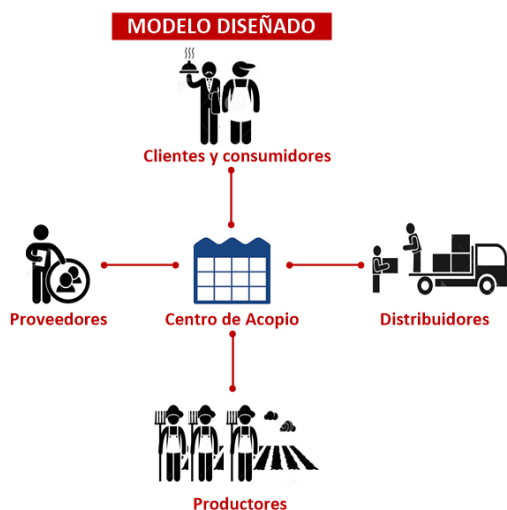 MODELO DISEÑADO
Clientes y consumidores
Proveedores
Centro de Acopio
Distribuidores
Productores